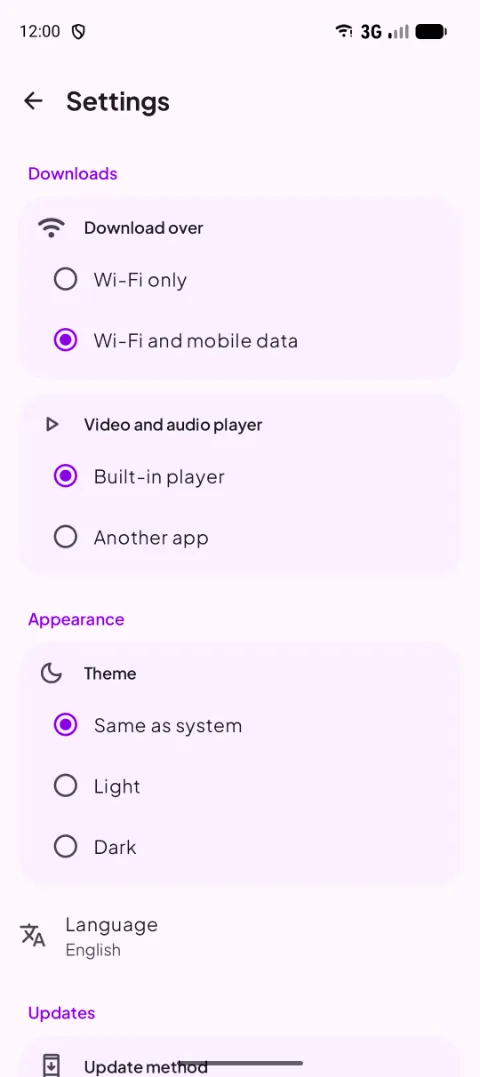 12:00
3G
Settings
Downloads
Download over
Wi-Fi only
Wi-Fi and mobile data
Video and audio player
Built-in player
Another app
Appearance
Theme
Same as system
Light
Dark
Language
English
Updates
Update method